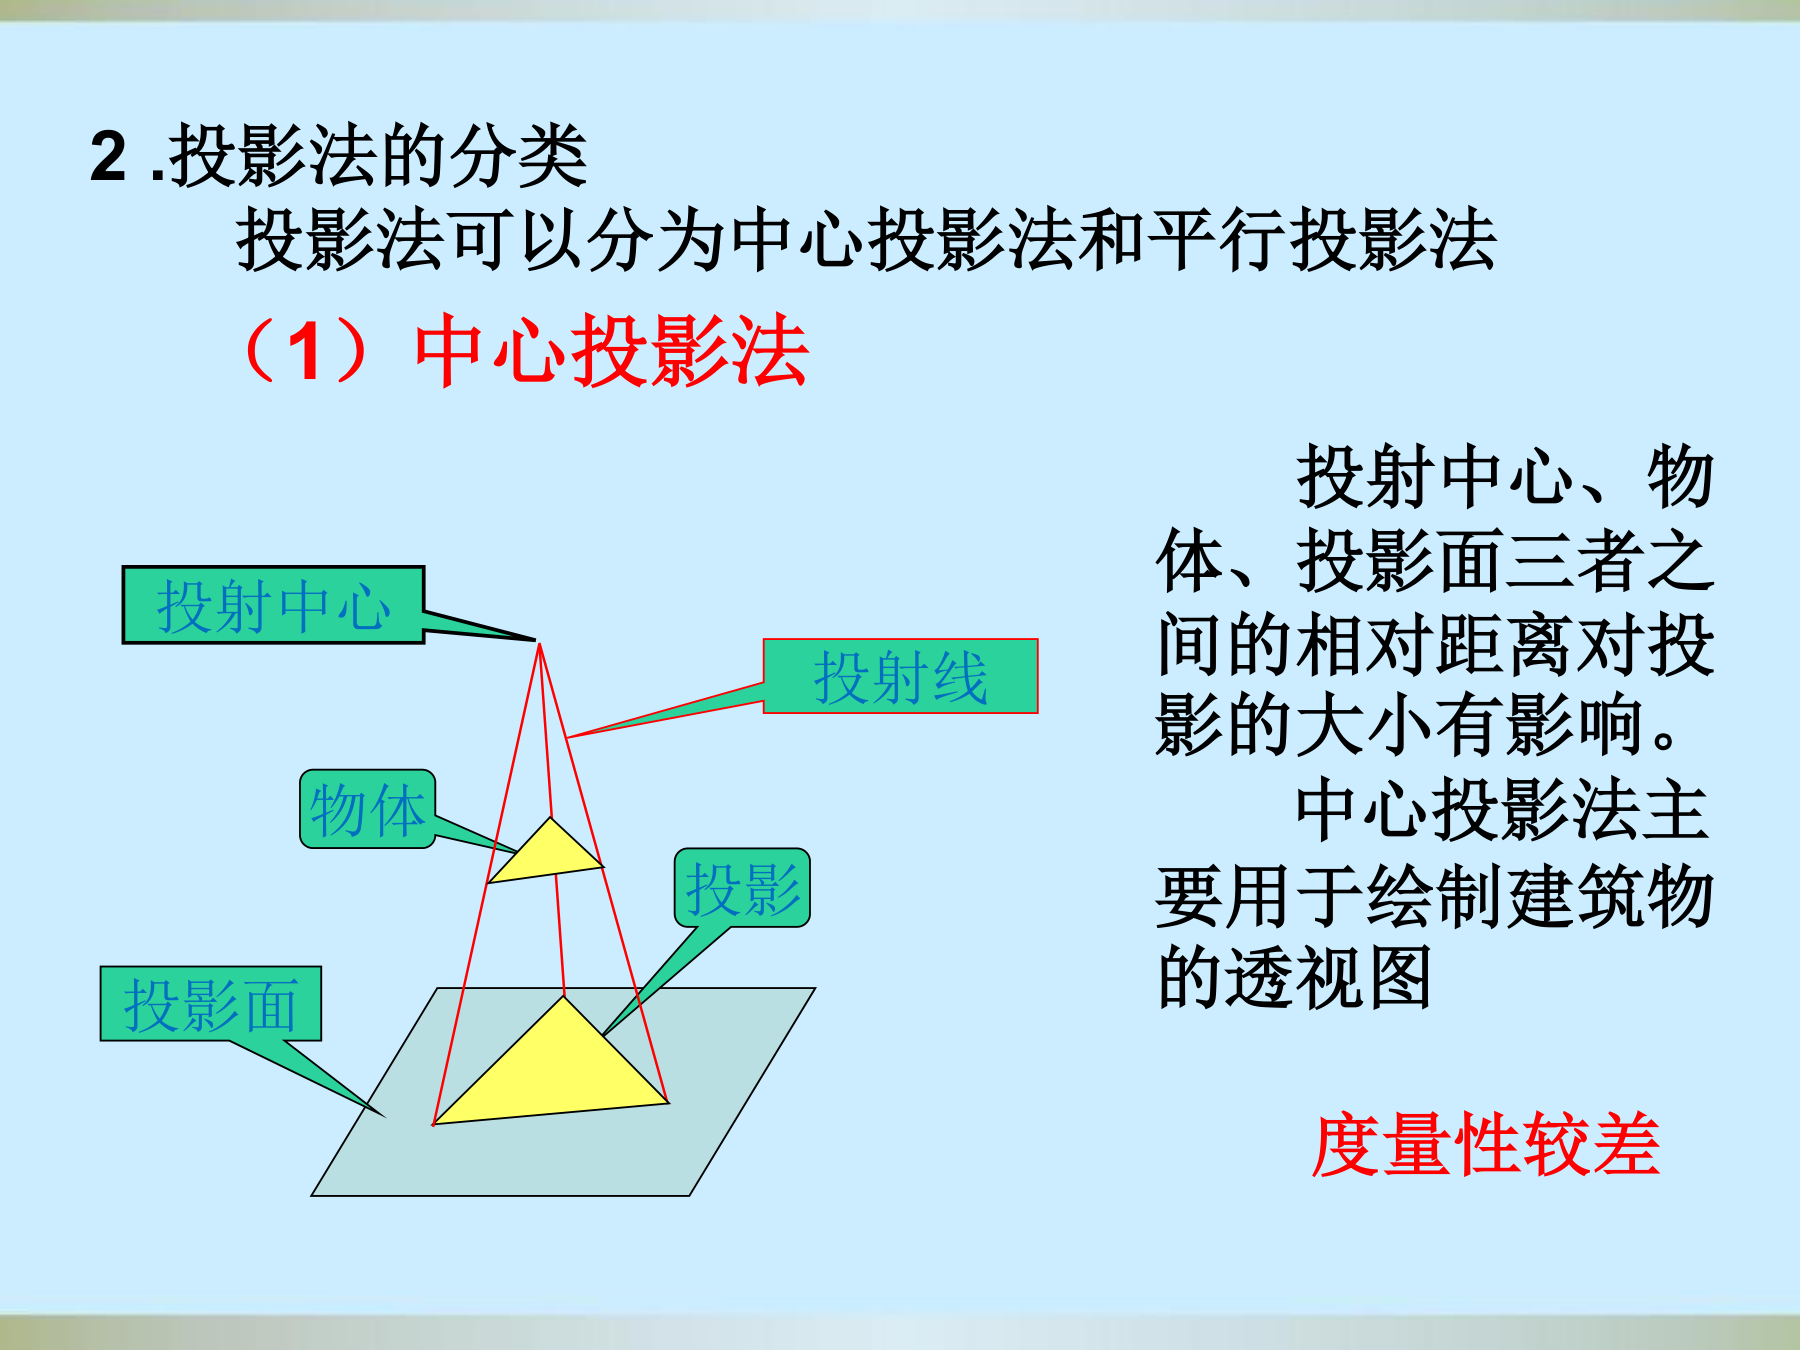 2 .投影法的分类
投影法可以分为中心投影法和平行投影法
（1）中心投影法
投射中心、物
体、投影面三者之
间的相对距离对投
影的大小有影响。
中心投影法主
要用于绘制建筑物
的透视图
度量性较差
投射中心
投射线
物体
投影
投影面